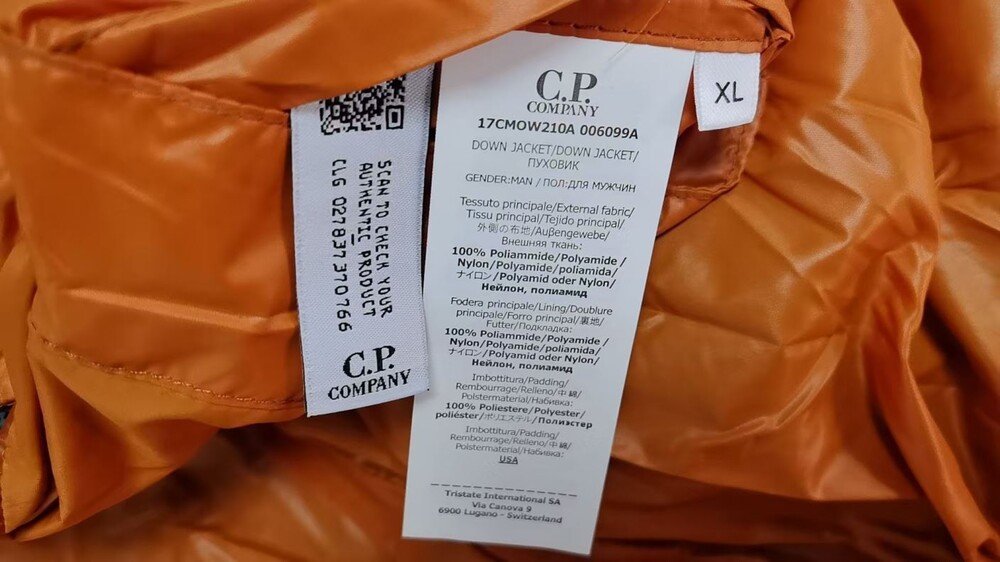 SCAN TO CHECK YOUR
AUTHENTIC PRODUCT
CLG 027837370766
C.P.
COMPANY
C.P.
COMPANY
17CMOW210A 006099A
DOWN JACKET/DOWN JACKET/
ПУХОВИК
GENDER:MAN / ПОЛ:ДЛЯ МУЖЧИН
Tessuto principale/External fabric/
Tissu principal/Tejido principal/
外側の布地/Außengewebe/
Внешняя ткань:
100% Poliammide/Polyamide /
Nylon/Polyamide/poliamida/
ナイロン/Polyamid oder Nylon/
Нейлон, полиамид
Fodera principale/Lining/Doublure
principale/Forro principal/裏地/
Futter/Подкладка:
100% Poliammide/Polyamide /
Nylon/Polyamide/poliamida/
ナイロン/Polyamid oder Nylon/
Нейлон, полиамид
Imbottitura/Padding/
Rembourrage/Relleno/中綿/
Polstermaterial/Набивка:
100% Poliestere/Polyester/
poliéster/ポリエステル/Полиэстер
Imbottitura/Padding/
Rembourrage/Relleno/中綿/
Polstermaterial/Набивка:
USA
Tristate International SA
Via Canova 9
6900 Lugano - Switzerland
XL